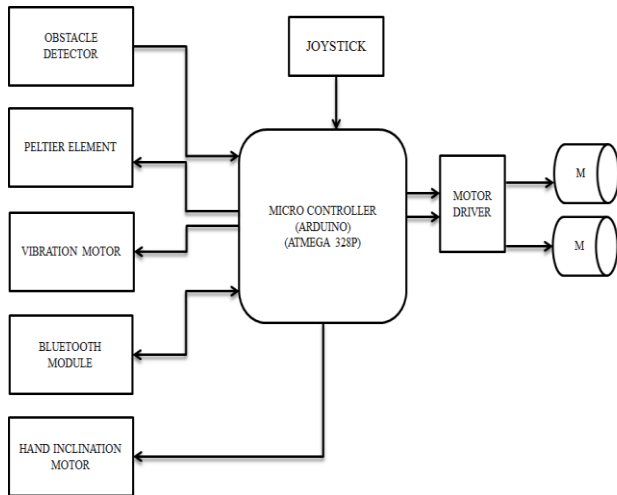 OBSTACLE
DETECTOR
JOYSTICK
PELTIER ELEMENT
MICRO CONTROLLER
(ARDUINO)
(ATMEGA 328P)
MOTOR
DRIVER
M
M
VIBRATION MOTOR
BLUETOOTH
MODULE
HAND INCLINATION
MOTOR